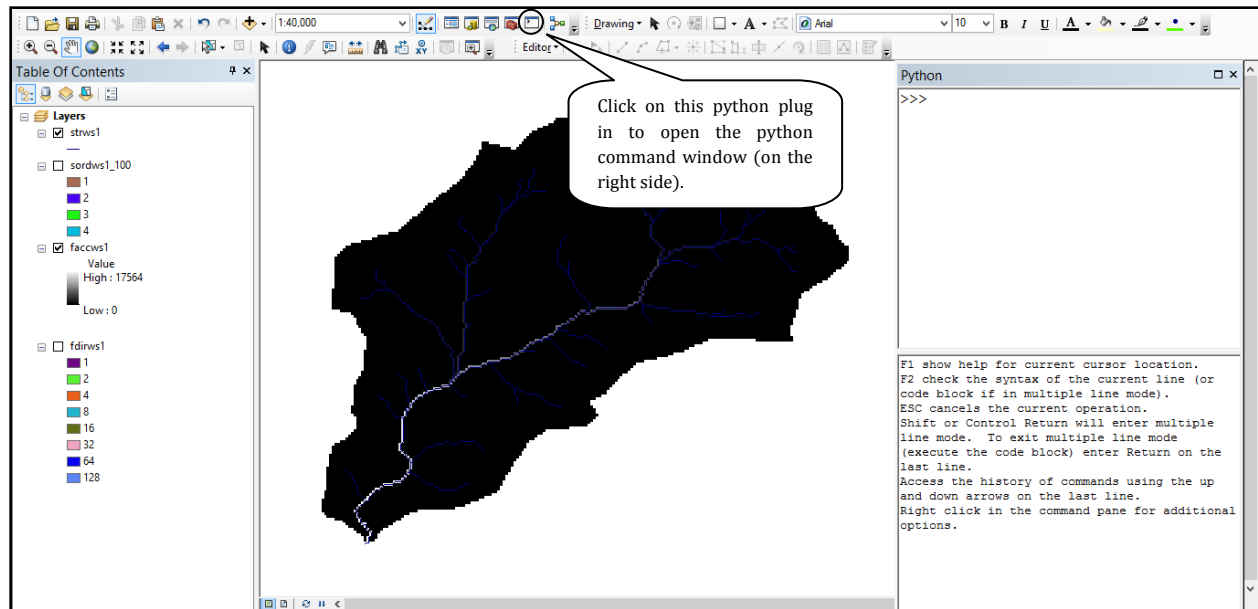 1:40,000
Drawing
Arial
10
B I U A
Editor
Table Of Contents
Layers
strws1
sordws1_100
1
2
3
4
faccws1
Value
High : 17564
Low : 0
fdirws1
1
2
4
8
16
32
64
128
Click on this python plug
in to open the python
command window (on the
right side).
Python
>>>
F1 show help for current cursor location.
F2 check the syntax of the current line (or
code block if in multiple line mode).
ESC cancels the current operation.
Shift or Control Return will enter multiple
line mode. To exit multiple line mode
(execute the code block) enter Return on the
last line.
Access the history of commands using the up
and down arrows on the last line.
Right click in the command pane for additional
options.